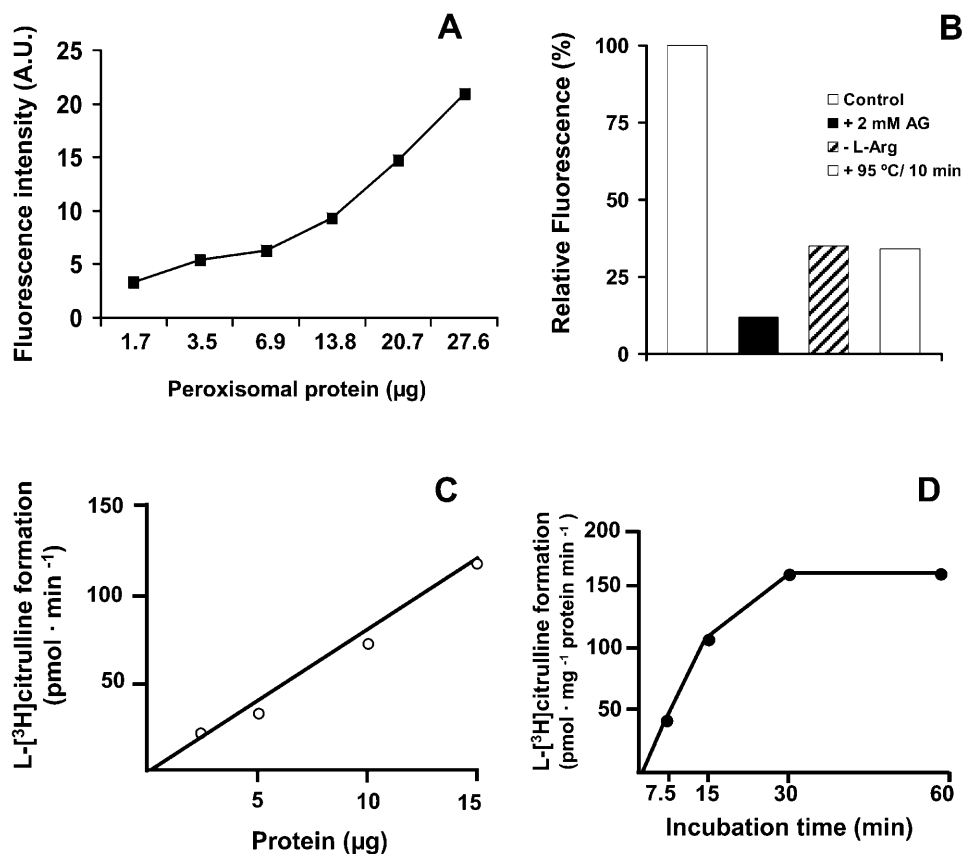 A
Fluorescence intensity (A.U.)
25
20
15
10
5
0
1.7 3.5 6.9 13.8 20.7 27.6
Peroxisomal protein (µg)
B
Relative Fluorescence (%)
100
75
50
25
0
Control
+ 2 mM AG
- L-Arg
+ 95 ºC/ 10 min
C
L-[³H]citrulline formation
(pmol · min ⁻¹)
150
100
50
5 10 15
Protein (µg)
D
L-[³H]citrulline formation
(pmol · mg ⁻¹ protein min ⁻¹)
200
150
100
50
7.5 15 30 60
Incubation time (min)